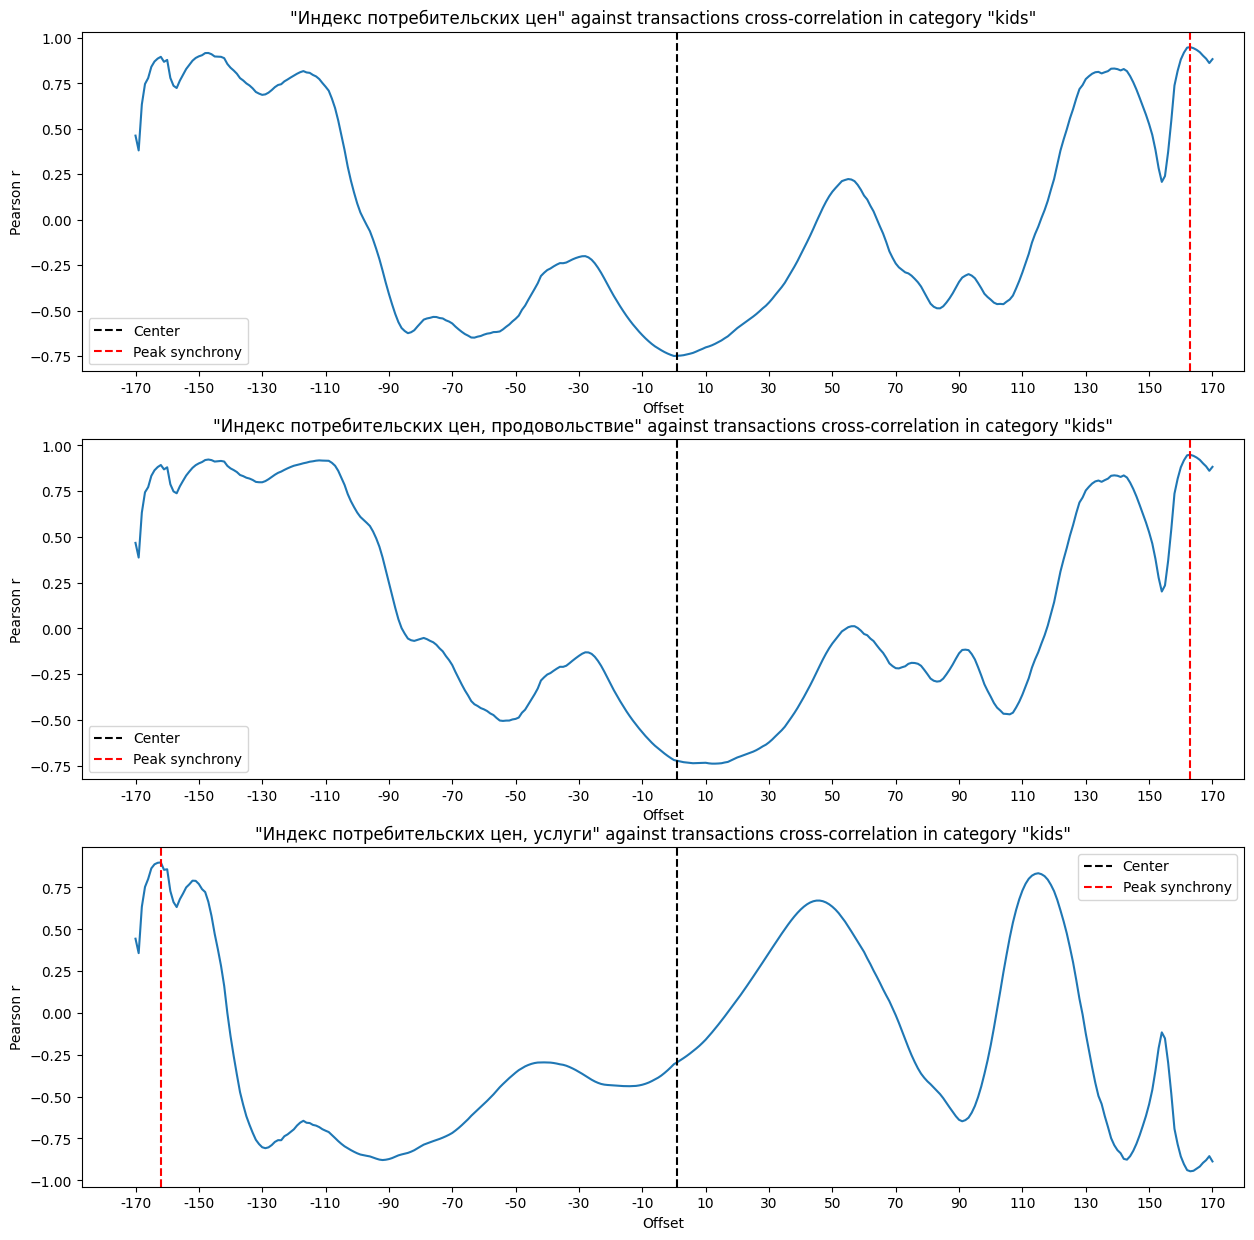 "Индекс потребительских цен" against transactions cross-correlation in category "kids"
1.00
0.75
0.50
0.25
0.00
−0.25
−0.50
−0.75
Pearson r
Center
Peak synchrony
-170 -150 -130 -110 -90 -70 -50 -30 -10 10 30 50 70 90 110 130 150 170
Offset
"Индекс потребительских цен, продовольствие" against transactions cross-correlation in category "kids"
1.00
0.75
0.50
0.25
0.00
−0.25
−0.50
−0.75
Pearson r
Center
Peak synchrony
-170 -150 -130 -110 -90 -70 -50 -30 -10 10 30 50 70 90 110 130 150 170
Offset
"Индекс потребительских цен, услуги" against transactions cross-correlation in category "kids"
Center
Peak synchrony
0.75
0.50
0.25
0.00
−0.25
−0.50
−0.75
−1.00
Pearson r
-170 -150 -130 -110 -90 -70 -50 -30 -10 10 30 50 70 90 110 130 150 170
Offset